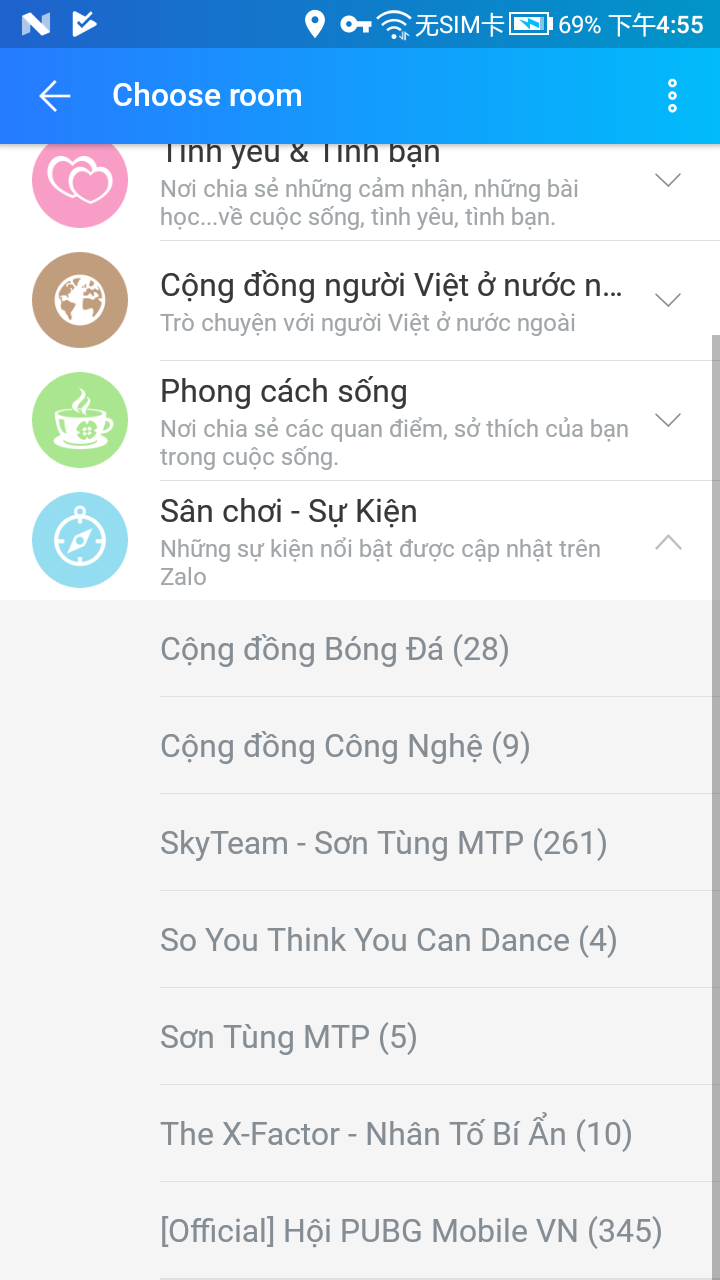 无SIM卡 69% 下午4:55
Choose room
Tình yêu & Tình bạn
Nơi chia sẻ những cảm nhận, những bài
học...về cuộc sống, tình yêu, tình bạn.
Cộng đồng người Việt ở nước n...
Trò chuyện với người Việt ở nước ngoài
Phong cách sống
Nơi chia sẻ các quan điểm, sở thích của bạn
trong cuộc sống.
Sân chơi - Sự Kiện
Những sự kiện nổi bật được cập nhật trên
Zalo
Cộng đồng Bóng Đá (28)
Cộng đồng Công Nghệ (9)
SkyTeam - Sơn Tùng MTP (261)
So You Think You Can Dance (4)
Sơn Tùng MTP (5)
The X-Factor - Nhân Tố Bí Ẩn (10)
[Official] Hội PUBG Mobile VN (345)